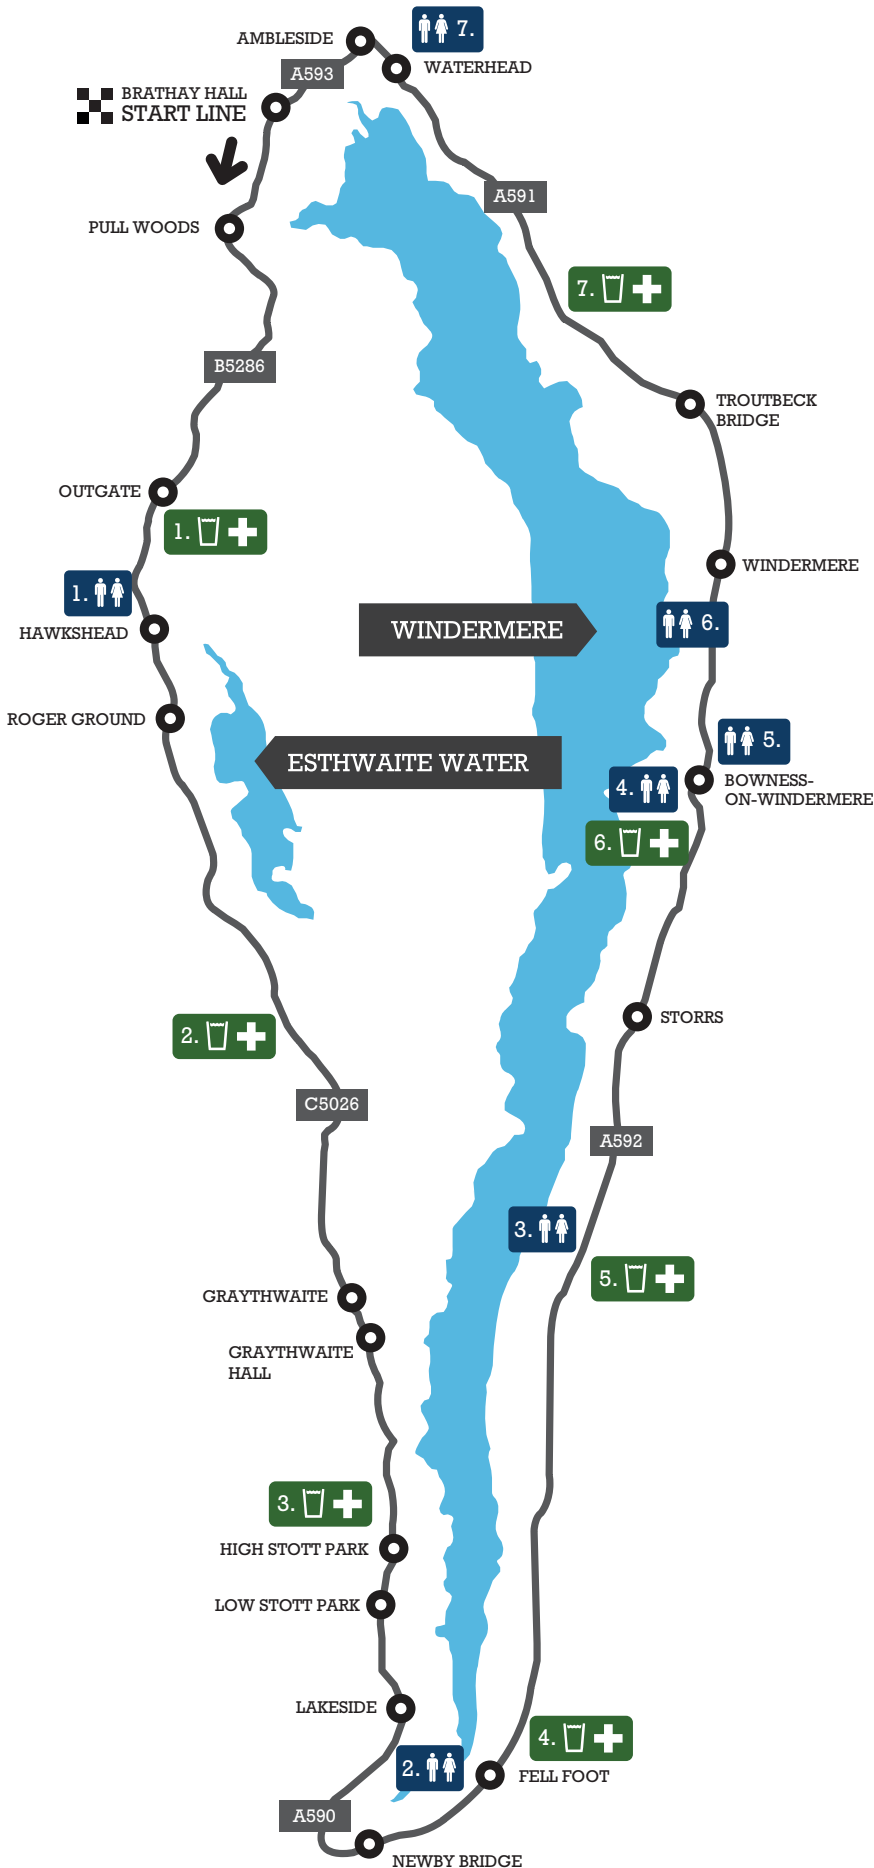 AMBLESIDE
7.
WATERHEAD
A593
BRATHAY HALL
START LINE
A591
PULL WOODS
7.
B5286
TROUTBECK
BRIDGE
OUTGATE
1.
WINDERMERE
1.
HAWKSHEAD
WINDERMERE
6.
ROGER GROUND
5.
ESTHWAITE WATER
4.
BOWNESS-
ON-WINDERMERE
6.
STORRS
2.
C5026
A592
3.
5.
GRAYTHWAITE
GRAYTHWAITE
HALL
3.
HIGH STOTT PARK
LOW STOTT PARK
LAKESIDE
4.
2.
FELL FOOT
A590
NEWBY BRIDGE